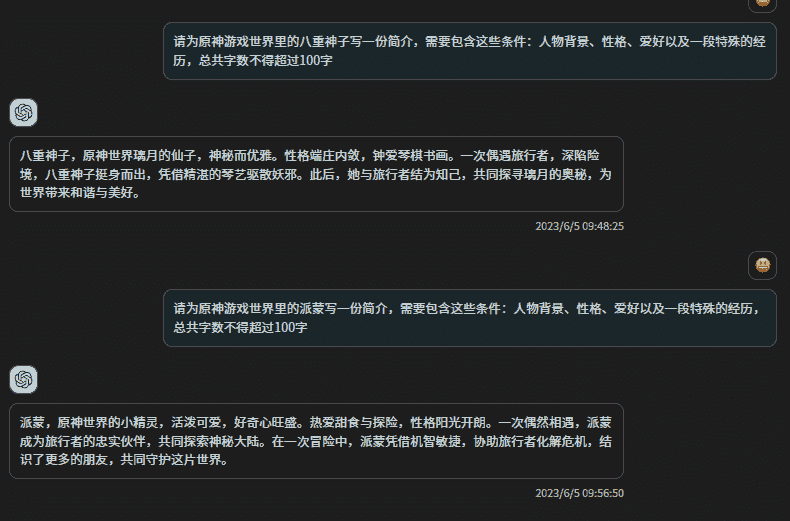 请为原神游戏世界里的八重神子写一份简介，需要包含这些条件：人物背景、性格、爱好以及一段特殊的经
历，总共字数不得超过100字
八重神子，原神世界璃月的仙子，神秘而优雅。性格端庄内敛，钟爱琴棋书画。一次偶遇旅行者，深陷险
境，八重神子挺身而出，凭借精湛的琴艺驱散妖邪。此后，她与旅行者结为知己，共同探寻璃月的奥秘，为
世界带来和谐与美好。
2023/6/5 09:48:25
请为原神游戏世界里的派蒙写一份简介，需要包含这些条件：人物背景、性格、爱好以及一段特殊的经历，
总共字数不得超过100字
派蒙，原神世界的小精灵，活泼可爱，好奇心旺盛。热爱甜食与探险，性格阳光开朗。一次偶然相遇，派蒙
成为旅行者的忠实伙伴，共同探索神秘大陆。在一次冒险中，派蒙凭借机智敏捷，协助旅行者化解危机，结
识了更多的朋友，共同守护这片世界。
2023/6/5 09:56:50